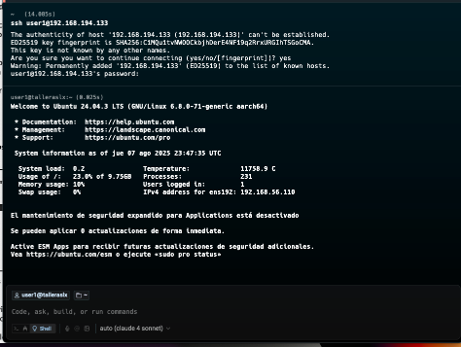 ~ (14.005s)
ssh user1@192.168.194.133
The authenticity of host '192.168.194.133 (192.168.194.133)' can't be established.
ED25519 key fingerprint is
This key is not known by any other names.
Are you sure you want to continue connecting (yes/no/[fingerprint])? yes
Warning: Permanently added '192.168.194.133' (ED25519) to the list of known hosts.
user1@192.168.194.133's password:
user1@tallerasix:~ (0.025s)
Welcome to Ubuntu 24.04.3 LTS (GNU/Linux 6.8.0-71-generic aarch64)
* Documentation: https://help.ubuntu.com
* Management: https://landscape.canonical.com
* Support: https://ubuntu.com/pro
System information as of jue 07 ago 2025 23:47:35 UTC
System load: 0.2 Temperature: 11758.9 C
Usage of /: 23.0% of 9.75GB Processes: 231
Memory usage: 10% Users logged in: 1
Swap usage: 0% IPv4 address for ens192: 192.168.56.110
El mantenimiento de seguridad expandido para Applications está desactivado
Se pueden aplicar 0 actualizaciones de forma inmediata.
Active ESM Apps para recibir futuras actualizaciones de seguridad adicionales.
Vea https://ubuntu.com/esm o ejecute «sudo pro status»
user1@tallerasix ~
Code, ask, build, or run commands
Shell auto (claude 4 sonnet)